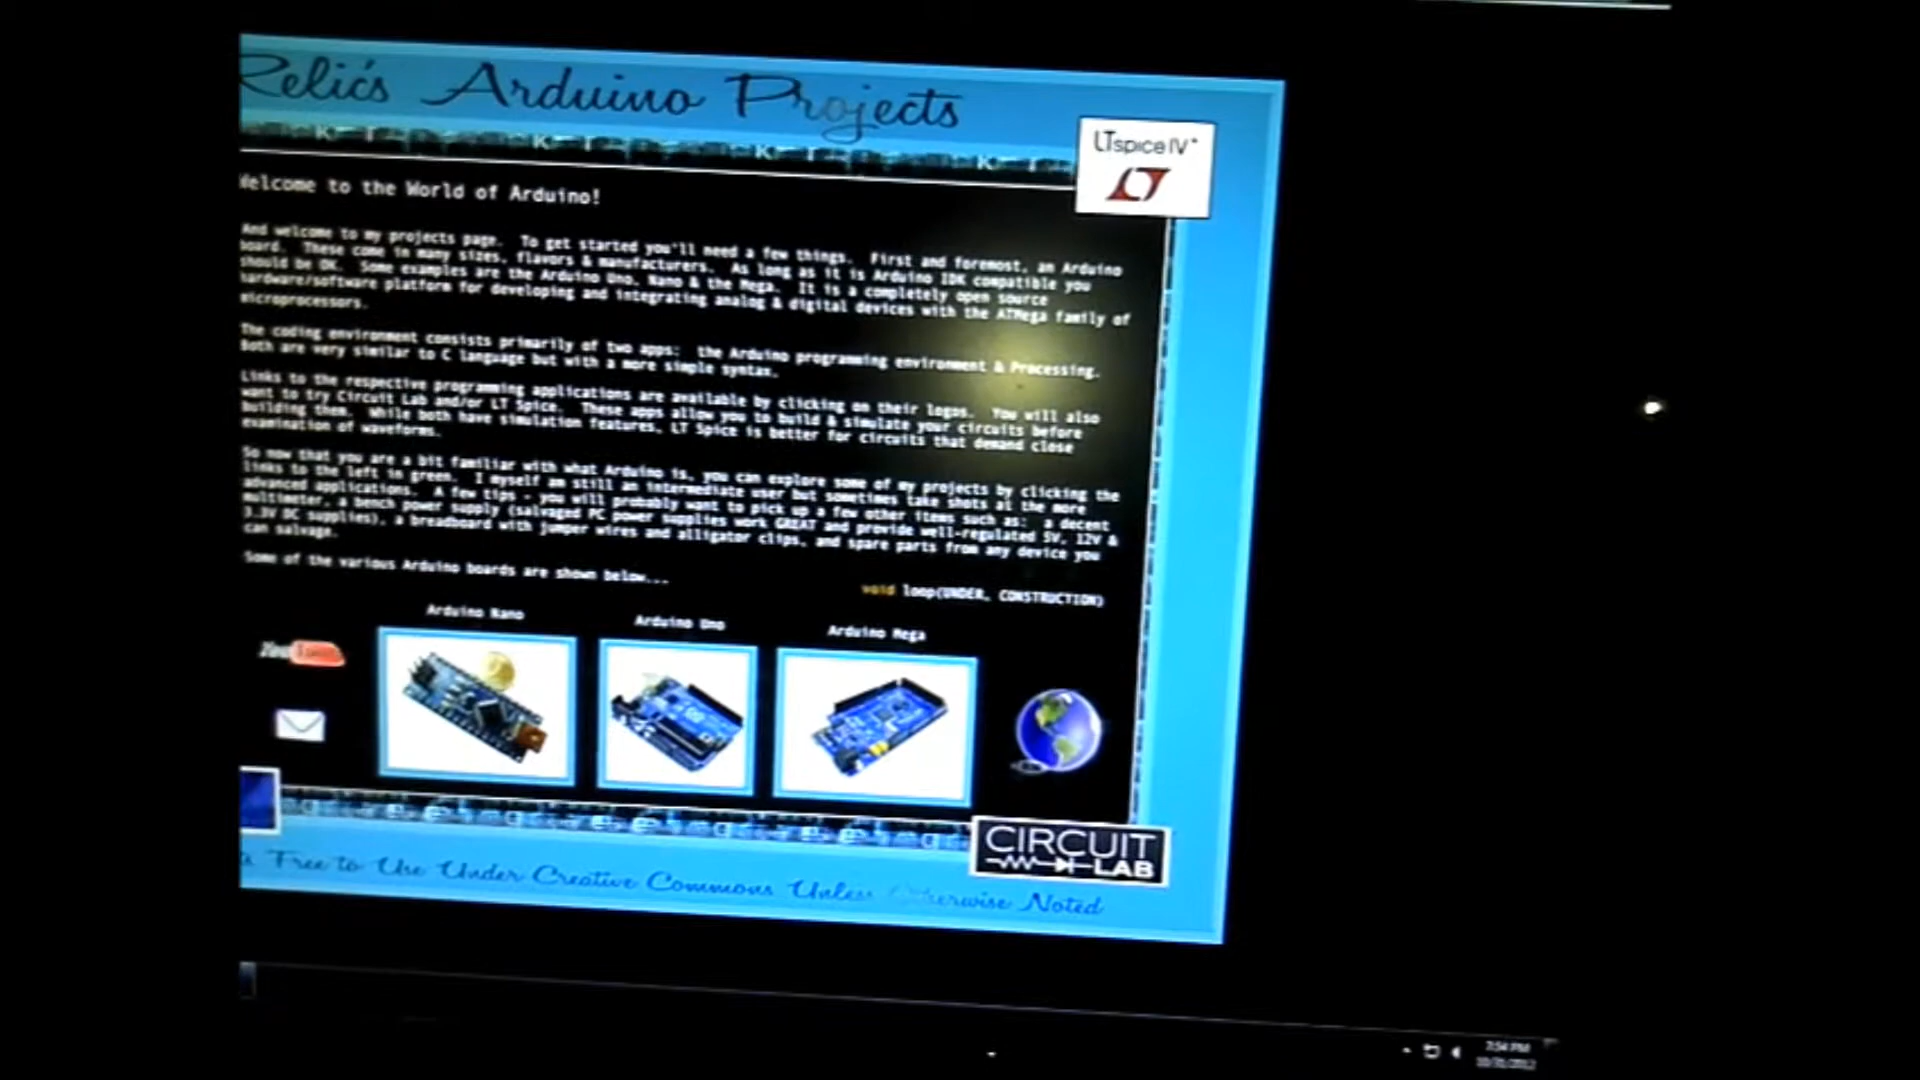 Relic's Arduino Projects
LTspice IV
Welcome to the World of Arduino!
And welcome to my projects page. To get started you'll need a few things. First and foremost, an Arduino
board. These come in many sizes, flavors & manufacturers. As long as it is Arduino IDK compatible you
should be OK. Some examples are the Arduino Uno, Nano & the Mega. It is a completely open source
hardware/software platform for developing and integrating analog & digital devices with the ATMega family of
microprocessors.
The coding environment consists primarily of two apps: the Arduino programming environment & Processing.
Both are very similar to C language but with a more simple syntax.
Links to the respective programming applications are available by clicking on their logos. You will also
want to try Circuit Lab and/or LT Spice. These apps allow you to build & simulate your circuits before
building them. While both have simulation features, LT Spice is better for circuits that demand close
examination of waveforms.
So now that you are a bit familiar with what Arduino is, you can explore some of my projects by clicking the
links to the left in green. I myself am still an intermediate user but sometimes take shots at the more
advanced applications. A few tips - you will probably want to pick up a few other items such as: a decent
multimeter, a bench power supply (salvaged PC power supplies work GREAT and provide well-regulated 5V, 12V &
3.3V DC supplies), a breadboard with jumper wires and alligator clips, and spare parts from any device you
can salvage.
Some of the various Arduino boards are shown below...
void loop(UNDER, CONSTRUCTION)
Arduino Nano
Arduino Uno
Arduino Mega
CIRCUIT
LAB
Free to Use Under Creative Commons Unless Otherwise Noted
7:54 PM
10/31/2012